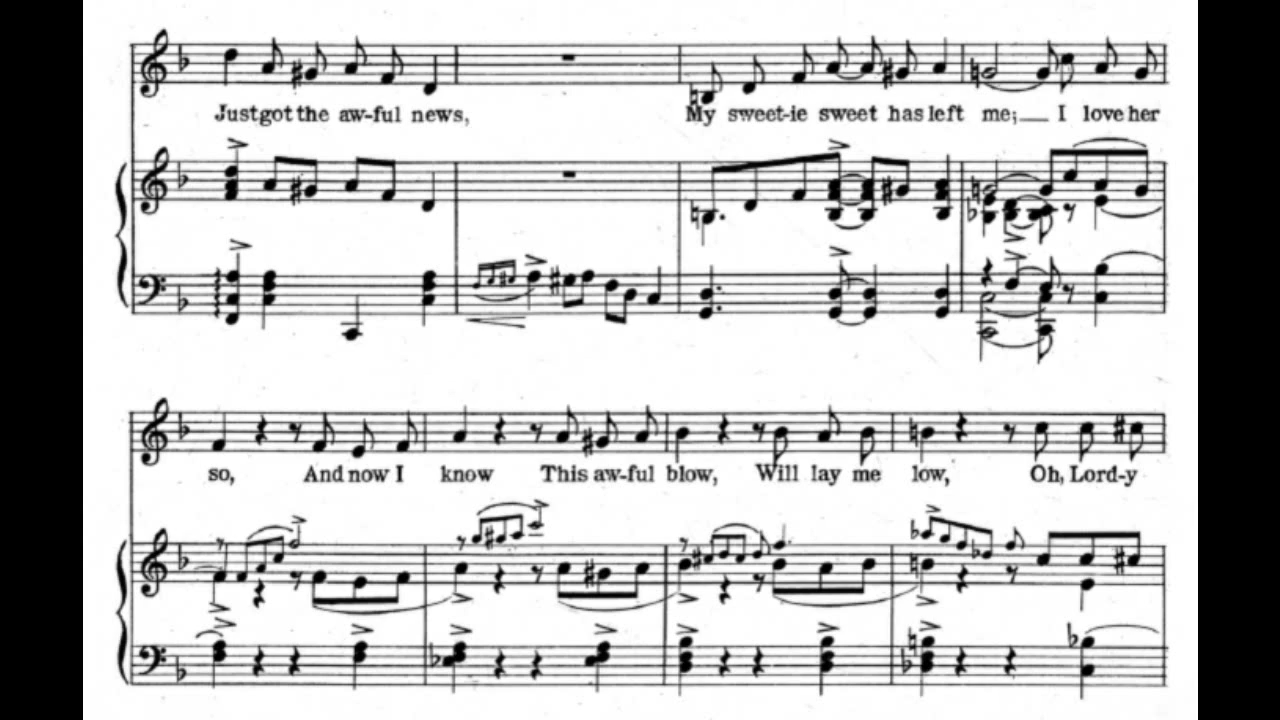 Just got the aw-ful news, My sweet-ie sweet has left me; I love her
so, And now I know This aw-ful blow, Will lay me low, Oh, Lord-y